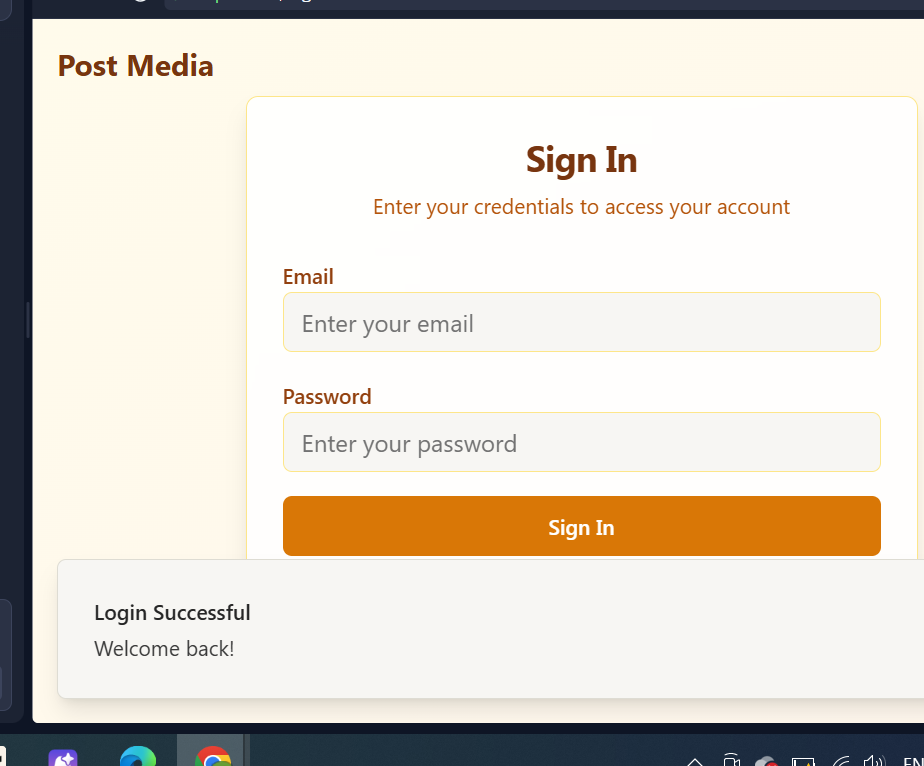 Post Media
Sign In
Enter your credentials to access your account
Email
Enter your email
Password
Enter your password
Sign In
Login Successful
Welcome back!